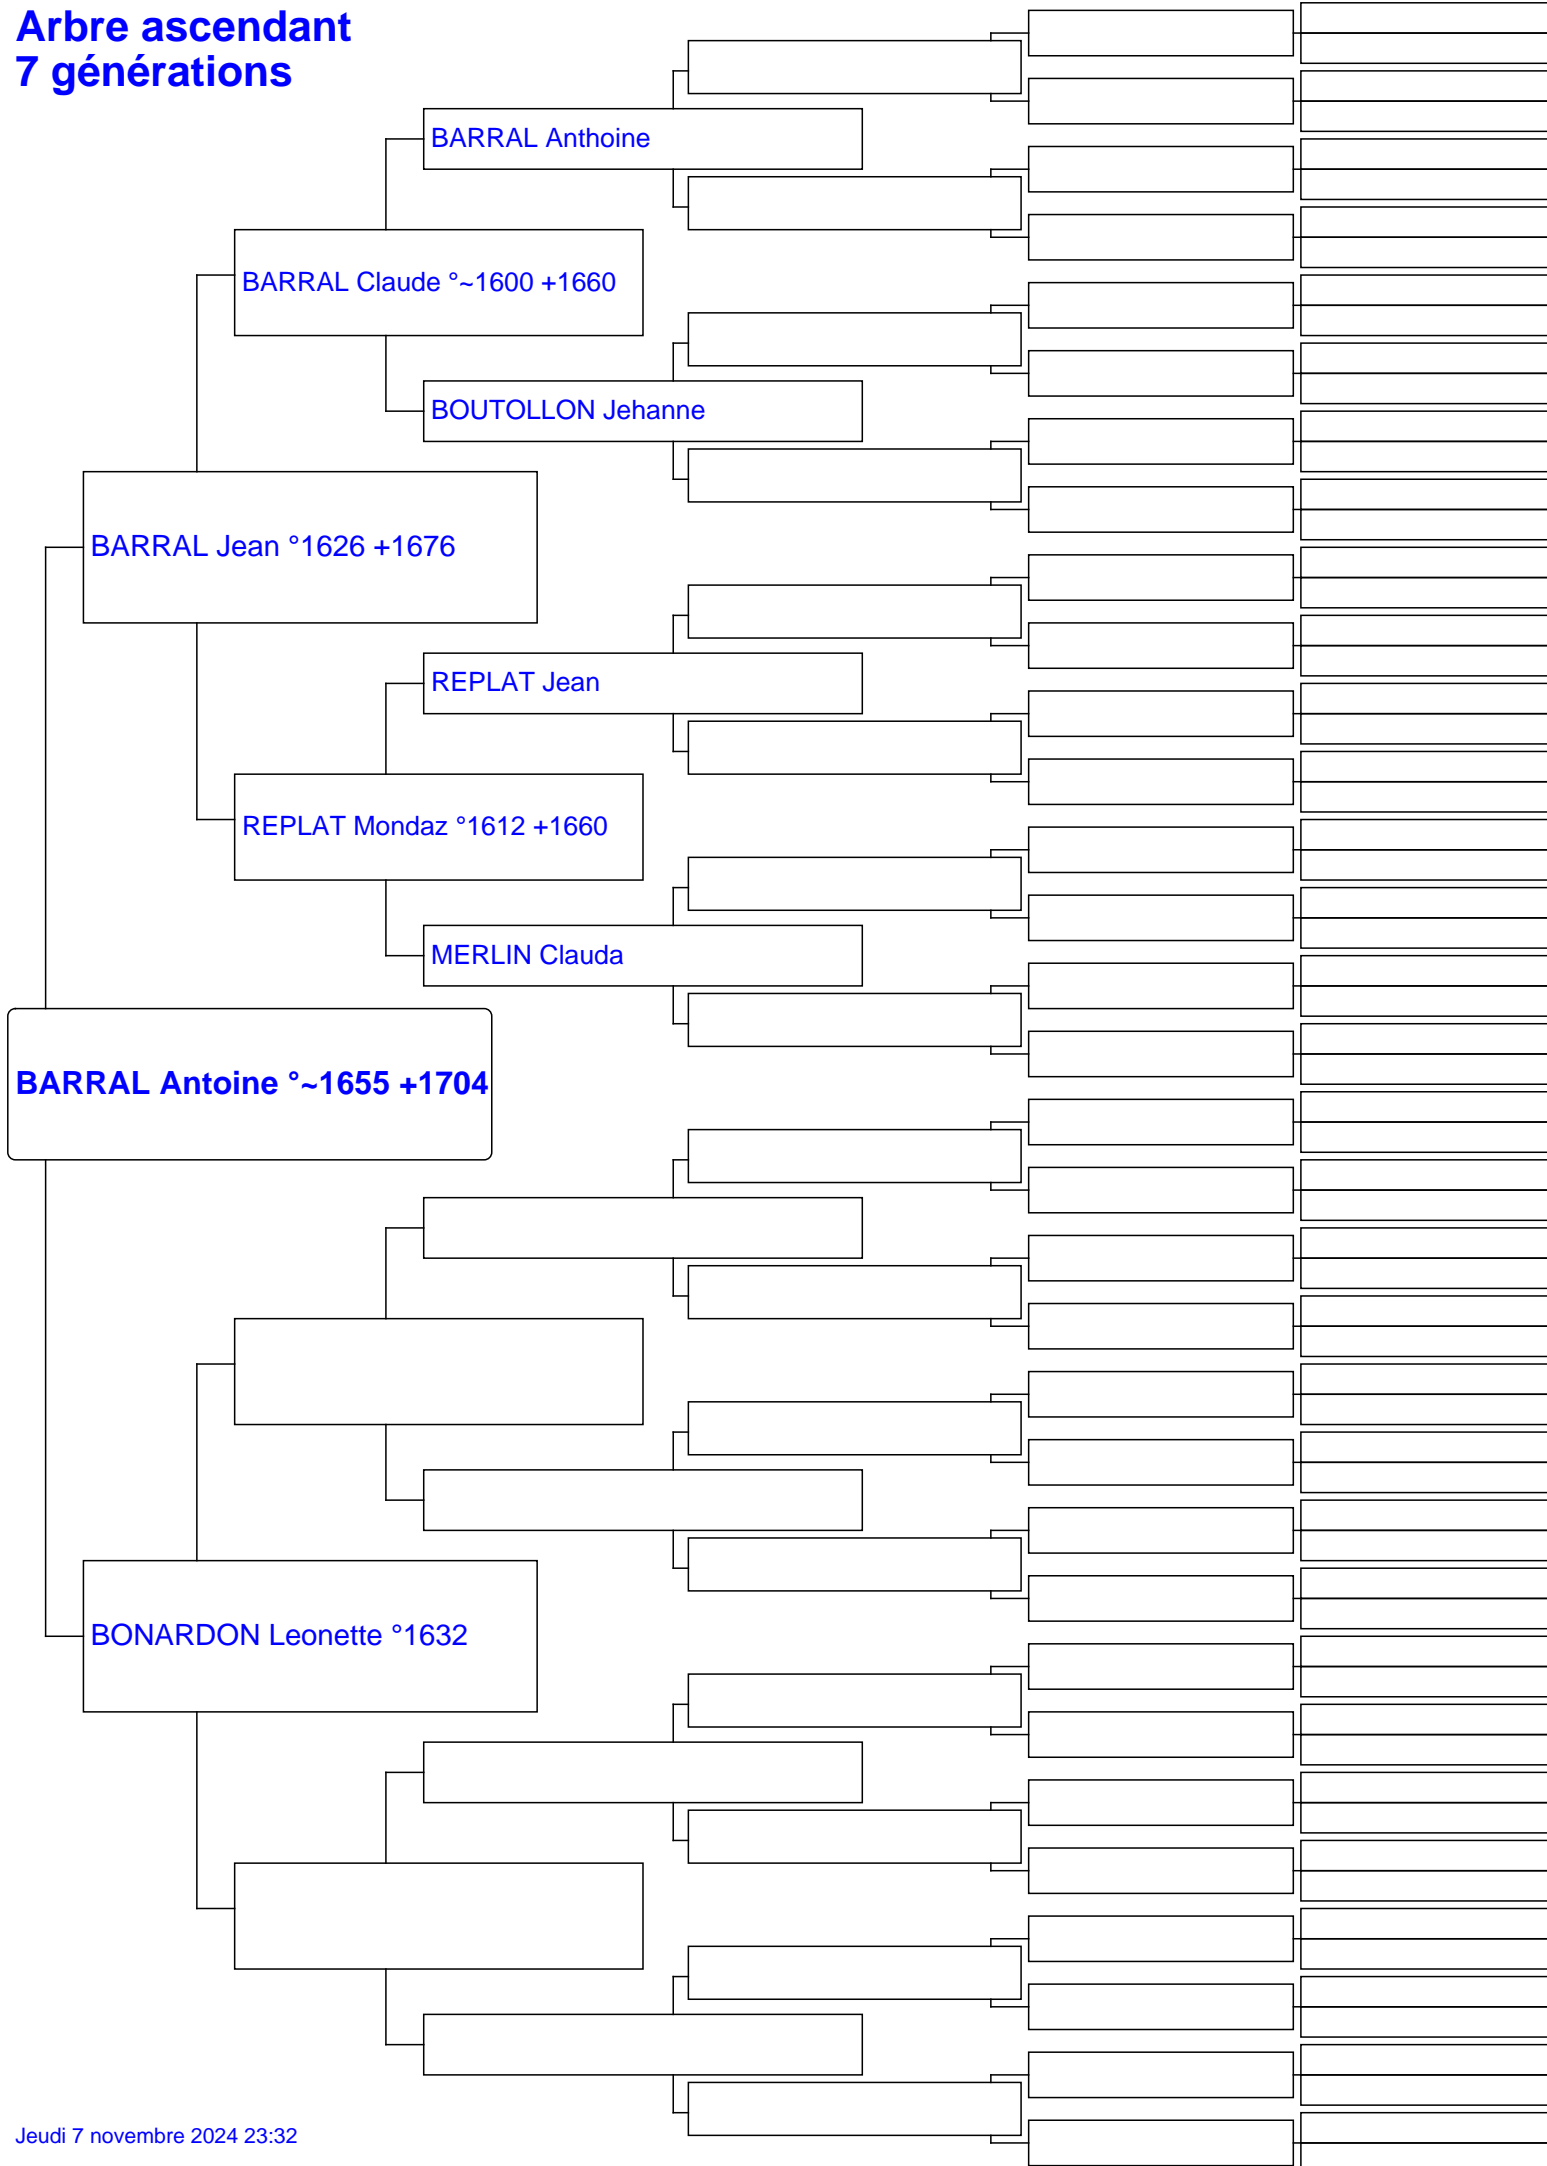 Arbre ascendant
7 générations
BARRAL Anthoine
BARRAL Claude °~1600 +1660
BOUTOLLON Jehanne
BARRAL Jean °1626 +1676
REPLAT Jean
REPLAT Mondaz °1612 +1660
MERLIN Clauda
BARRAL Antoine °~1655 +1704
BONARDON Leonette °1632
Jeudi 7 novembre 2024 23:32